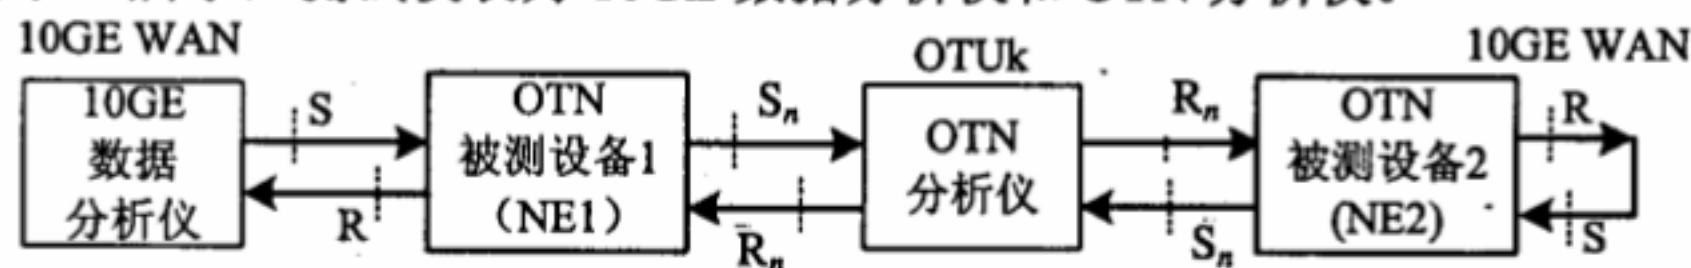 10GE WAN
OTUk
10GE WAN
10GE
数据
分析仪
S
R
OTN
被测设备1
（NE1）
Sn
Rn
OTN
分析仪
Rn
Sn
OTN
被测设备2
(NE2)
R
S